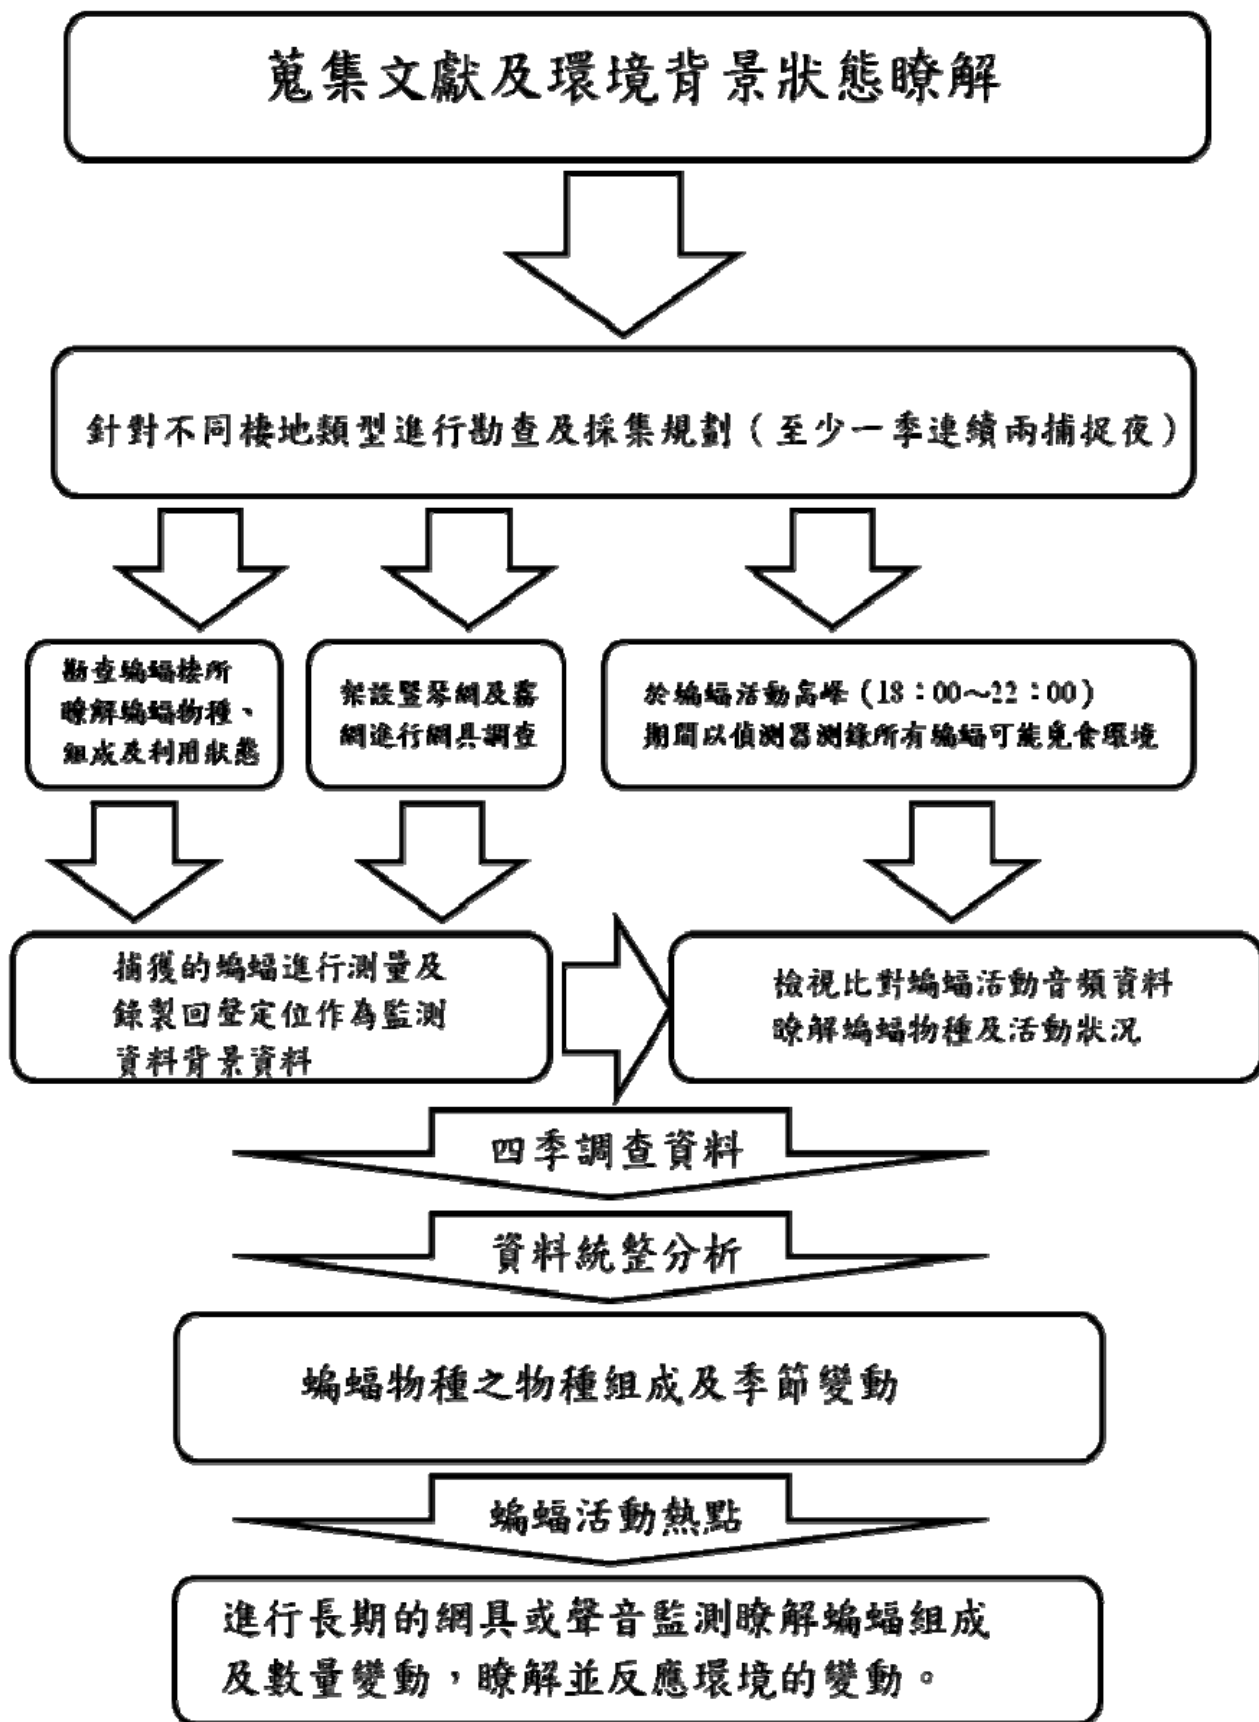 蒐集文獻及環境背景狀態瞭解
針對不同棲地類型進行勘查及採集規劃（至少一季連續兩捕捉夜）
勘查蝙蝠棲所
瞭解蝙蝠物種、
組成及利用狀態
架設豎琴網及霧
網進行網具調查
於蝙蝠活動高峰（18：00～22：00）
期間以偵測器測錄所有蝙蝠可能覓食環境
捕獲的蝙蝠進行測量及
錄製回聲定位作為監測
資料背景資料
檢視比對蝙蝠活動音頻資料
瞭解蝙蝠物種及活動狀況
四季調查資料
資料統整分析
蝙蝠物種之物種組成及季節變動
蝙蝠活動熱點
進行長期的網具或聲音監測瞭解蝙蝠組成
及數量變動，瞭解並反應環境的變動。